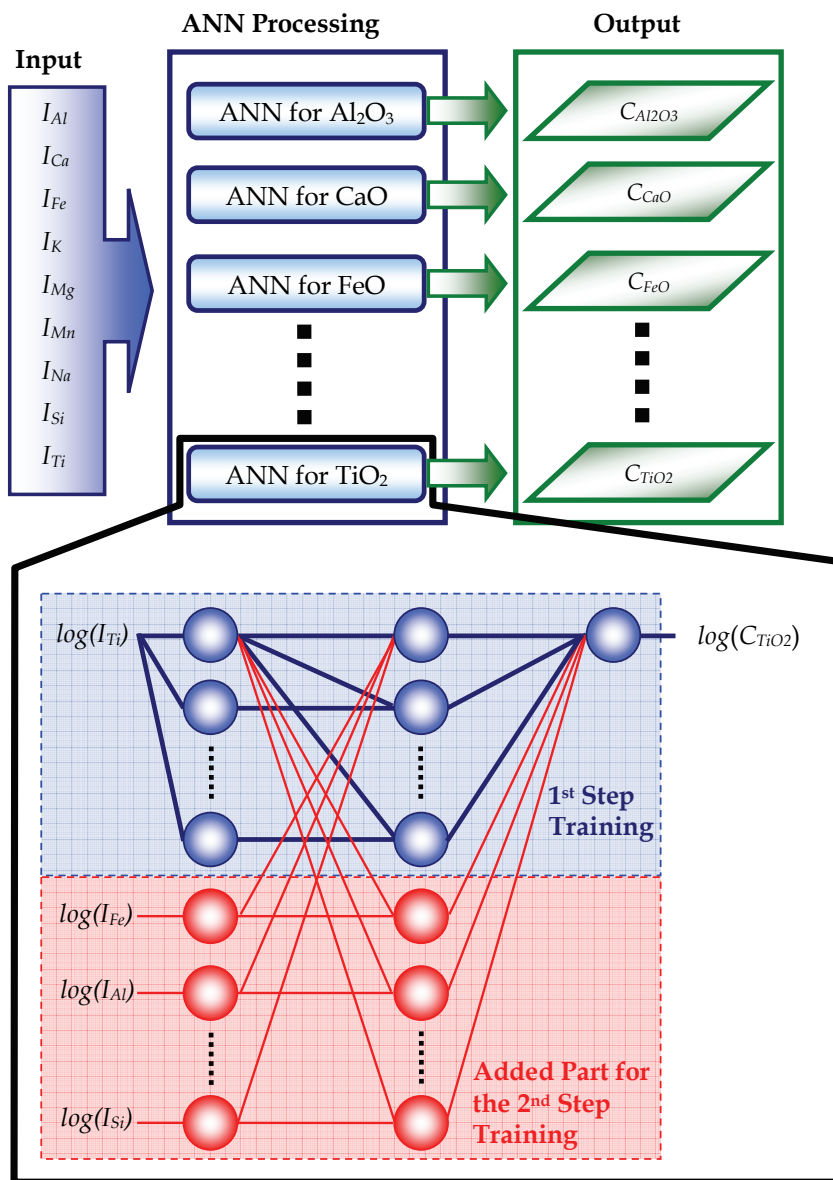 ANN Processing
Output
Input
I_Al
I_Ca
I_Fe
I_K
I_Mg
I_Mn
I_Na
I_Si
I_Ti
ANN for Al₂O₃
ANN for CaO
ANN for FeO
ANN for TiO₂
C_Al2O3
C_CaO
C_FeO
C_TiO2
log(I_Ti)
log(C_TiO2)
1st Step
Training
log(I_Fe)
log(I_Al)
log(I_Si)
Added Part for
the 2nd Step
Training